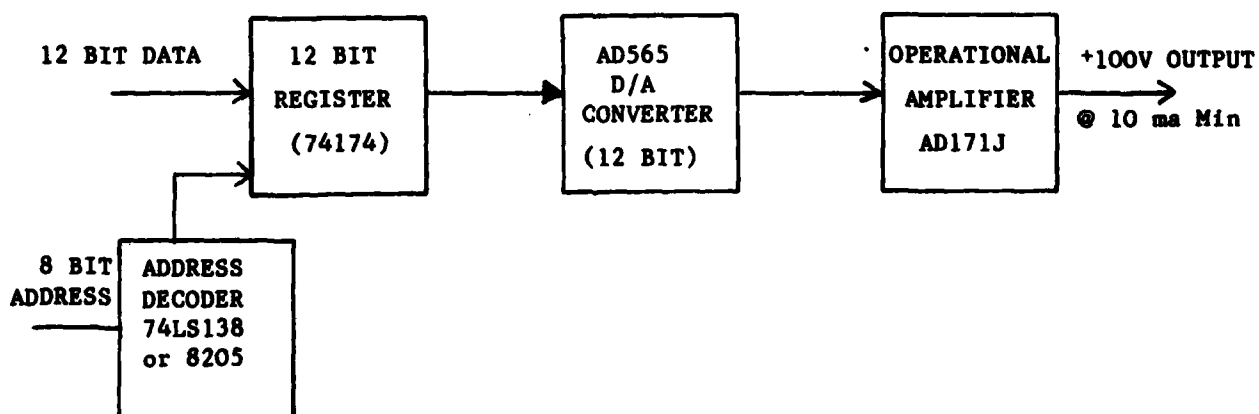 12 BIT DATA
12 BIT
REGISTER
(74174)
AD565
D/A
CONVERTER
(12 BIT)
OPERATIONAL
AMPLIFIER
AD171J
+100V OUTPUT
@ 10 ma Min
8 BIT
ADDRESS
ADDRESS
DECODER
74LS138
or 8205